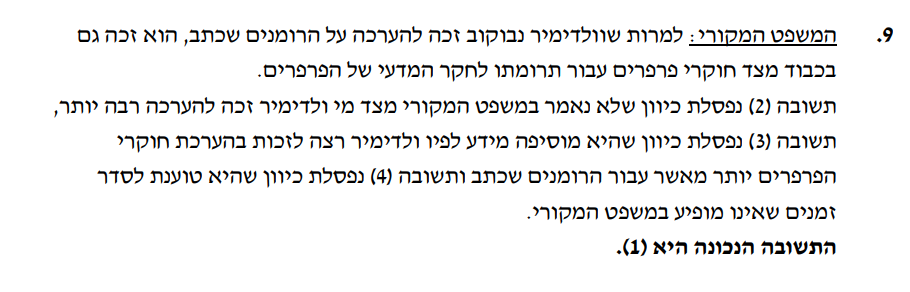 9. המשפט המקורי: למרות שוולדימיר נבוקוב זכה להערכה על הרומנים שכתב, הוא זכה גם
בכבוד מצד חוקרי פרפרים עבור תרומתו לחקר המדעי של הפרפרים.
תשובה (2) נפסלת כיוון שלא נאמר במשפט המקורי מצד מי ולדימיר זכה להערכה רבה יותר,
תשובה (3) נפסלת כיוון שהיא מוסיפה מידע לפיו ולדימיר רצה לזכות בהערכת חוקרי
הפרפרים יותר מאשר עבור הרומנים שכתב ותשובה (4) נפסלת כיוון שהיא טוענת לסדר
זמנים שאינו מופיע במשפט המקורי.
התשובה הנכונה היא (1).